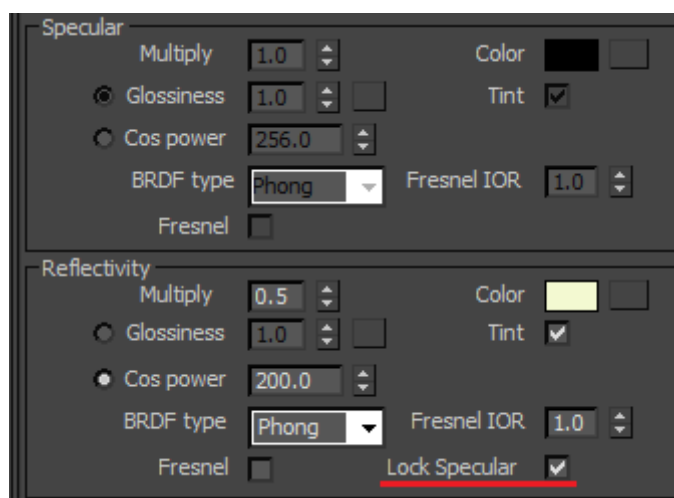 Specular
Multiply 1.0 Color
Glossiness 1.0 Tint
Cos power 256.0
BRDF type Phong Fresnel IOR 1.0
Fresnel
Reflectivity
Multiply 0.5 Color
Glossiness 1.0 Tint
Cos power 200.0
BRDF type Phong Fresnel IOR 1.0
Fresnel Lock Specular